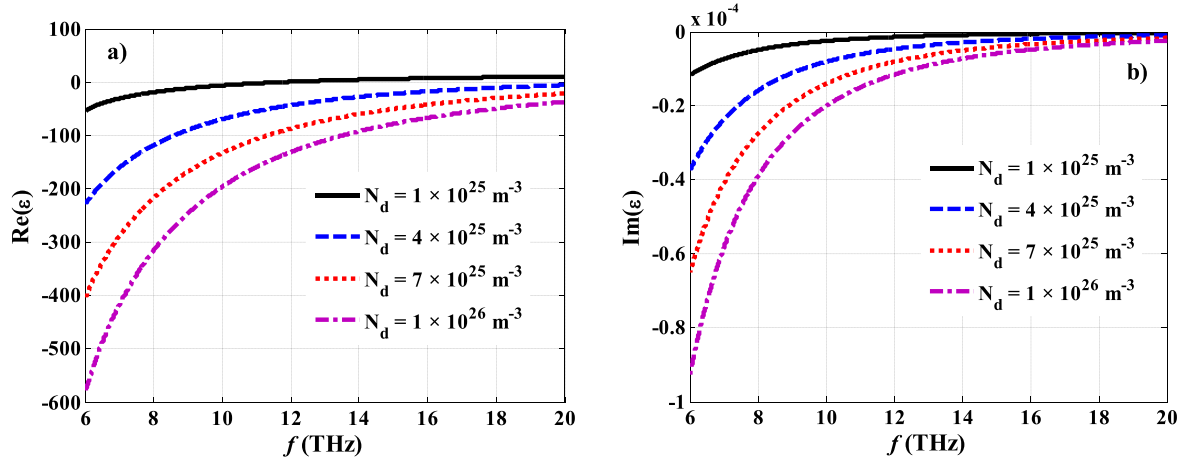 a)
100
0
-100
-200
-300
-400
-500
-600
Re(ε)
N_d = 1 × 10^25 m^-3
N_d = 4 × 10^25 m^-3
N_d = 7 × 10^25 m^-3
N_d = 1 × 10^26 m^-3
6 8 10 12 14 16 18 20
f (THz)
x 10^-4
b)
0
-0.2
-0.4
-0.6
-0.8
-1
Im(ε)
N_d = 1 × 10^25 m^-3
N_d = 4 × 10^25 m^-3
N_d = 7 × 10^25 m^-3
N_d = 1 × 10^26 m^-3
6 8 10 12 14 16 18 20
f (THz)